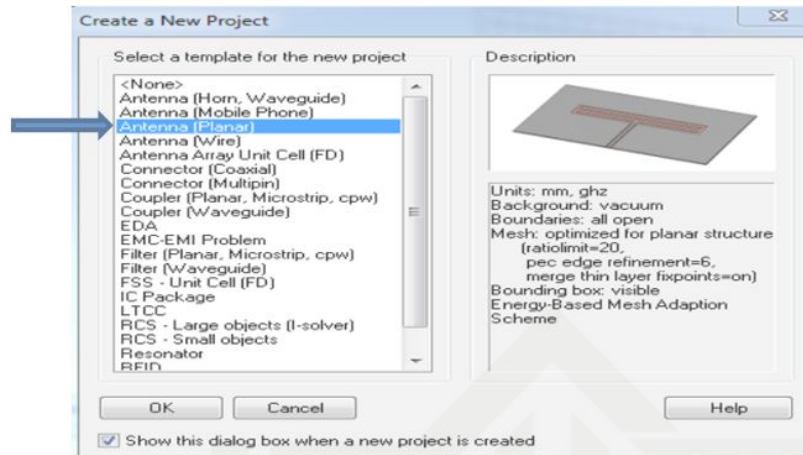 Create a New Project
Select a template for the new project
<None>
Antenna (Horn, Waveguide)
Antenna (Mobile Phone)
Antenna (Planar)
Antenna (Wire)
Antenna Array Unit Cell (FD)
Connector (Coaxial)
Connector (Multipin)
Coupler (Planar, Microstrip, cpw)
Coupler (Waveguide)
EDA
EMC-EMI Problem
Filter (Planar, Microstrip, cpw)
Filter (Waveguide)
FSS - Unit Cell (FD)
IC Package
LTCC
RCS - Large objects (I-solver)
RCS - Small objects
Resonator
RFID
Description
Units: mm, ghz
Background: vacuum
Boundaries: all open
Mesh: optimized for planar structure
(ratiolimit=20,
pec edge refinement=6,
merge thin layer fixpoints=on)
Bounding box: visible
Energy-Based Mesh Adaption
Scheme
OK
Cancel
Help
Show this dialog box when a new project is created